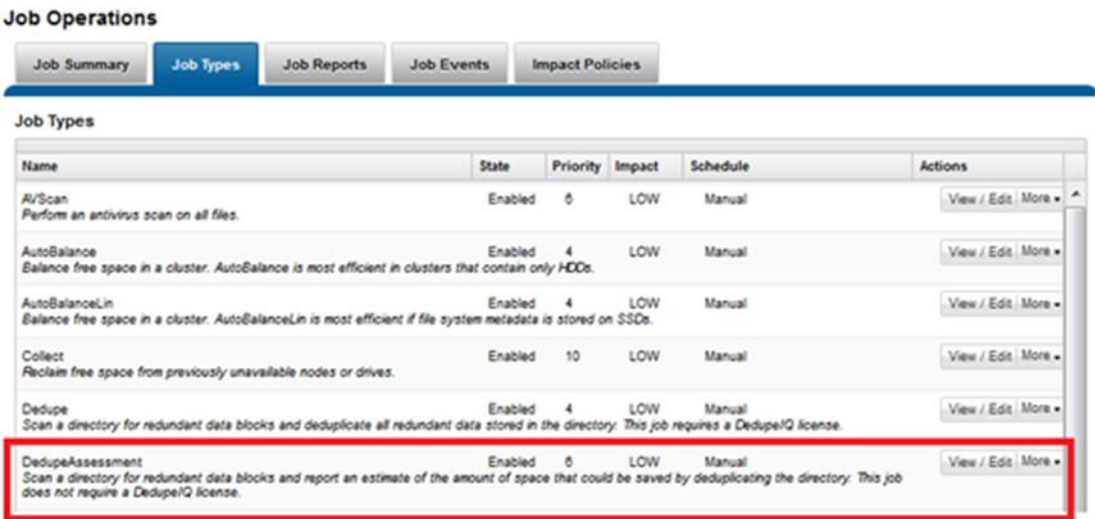 Job Operations
Job Summary Job Types Job Reports Job Events Impact Policies
Job Types
Name State Priority Impact Schedule Actions
AVScan Enabled 6 LOW Manual View / Edit More
Perform an antivirus scan on all files.
AutoBalance Enabled 4 LOW Manual View / Edit More
Balance free space in a cluster. AutoBalance is most efficient in clusters that contain only HDDs.
AutoBalanceLin Enabled 4 LOW Manual View / Edit More
Balance free space in a cluster. AutoBalanceLin is most efficient if file system metadata is stored on SSDs.
Collect Enabled 10 LOW Manual View / Edit More
Reclaim free space from previously unavailable nodes or drives.
Dedupe Enabled 4 LOW Manual View / Edit More
Scan a directory for redundant data blocks and deduplicate all redundant data stored in the directory. This job requires a DedupeIQ license.
DedupeAssessment Enabled 6 LOW Manual View / Edit More
Scan a directory for redundant data blocks and report an estimate of the amount of space that could be saved by deduplicating the directory. This job
does not require a DedupeIQ license.